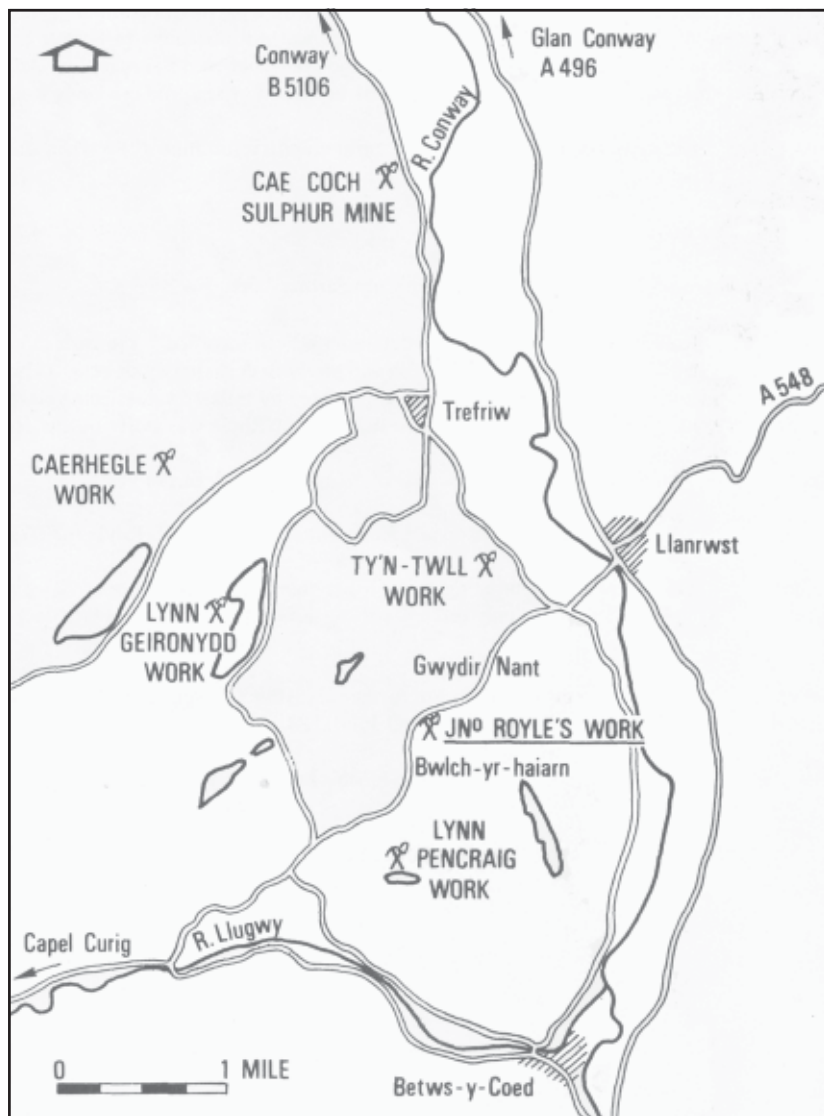 Conway
B5106
Glan Conway
A 496
R. Conway
CAE COCH
SULPHUR MINE
A 548
Trefriw
CAERHEGLE
WORK
Llanrwst
TY'N-TWLL
WORK
LYNN
GEIRONYDD
WORK
Gwydir Nant
JNº ROYLE'S WORK
Bwlch-yr-haiarn
LYNN
PENCRAIG
WORK
R. Llugwy
Capel Curig
0 1 MILE
Betws-y-Coed